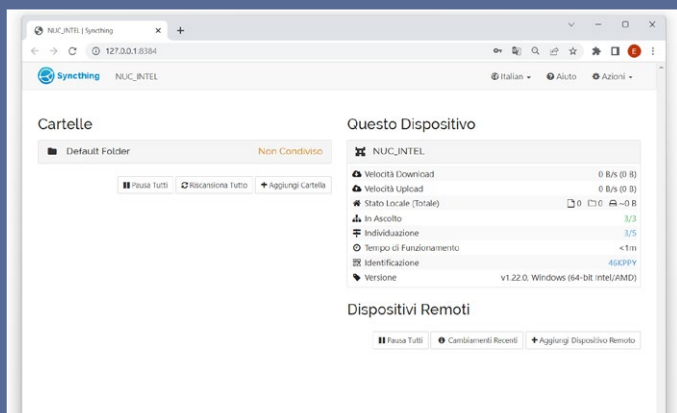 NUC_INTEL | Syncthing
127.0.0.1:8384
E
Syncthing NUC_INTEL Italian Aiuto Azioni
Cartelle
Default Folder Non Condiviso
Pausa Tutti Riscansiona Tutto Aggiungi Cartella
Questo Dispositivo
NUC_INTEL
Velocità Download 0 B/s (0 B)
Velocità Upload 0 B/s (0 B)
Stato Locale (Totale) 0 0 ~0 B
In Ascolto 3/3
Individuazione 3/5
Tempo di Funzionamento <1m
Identificazione 46KPPY
Versione v1.22.0, Windows (64-bit Intel/AMD)
Dispositivi Remoti
Pausa Tutti Cambiamenti Recenti Aggiungi Dispositivo Remoto